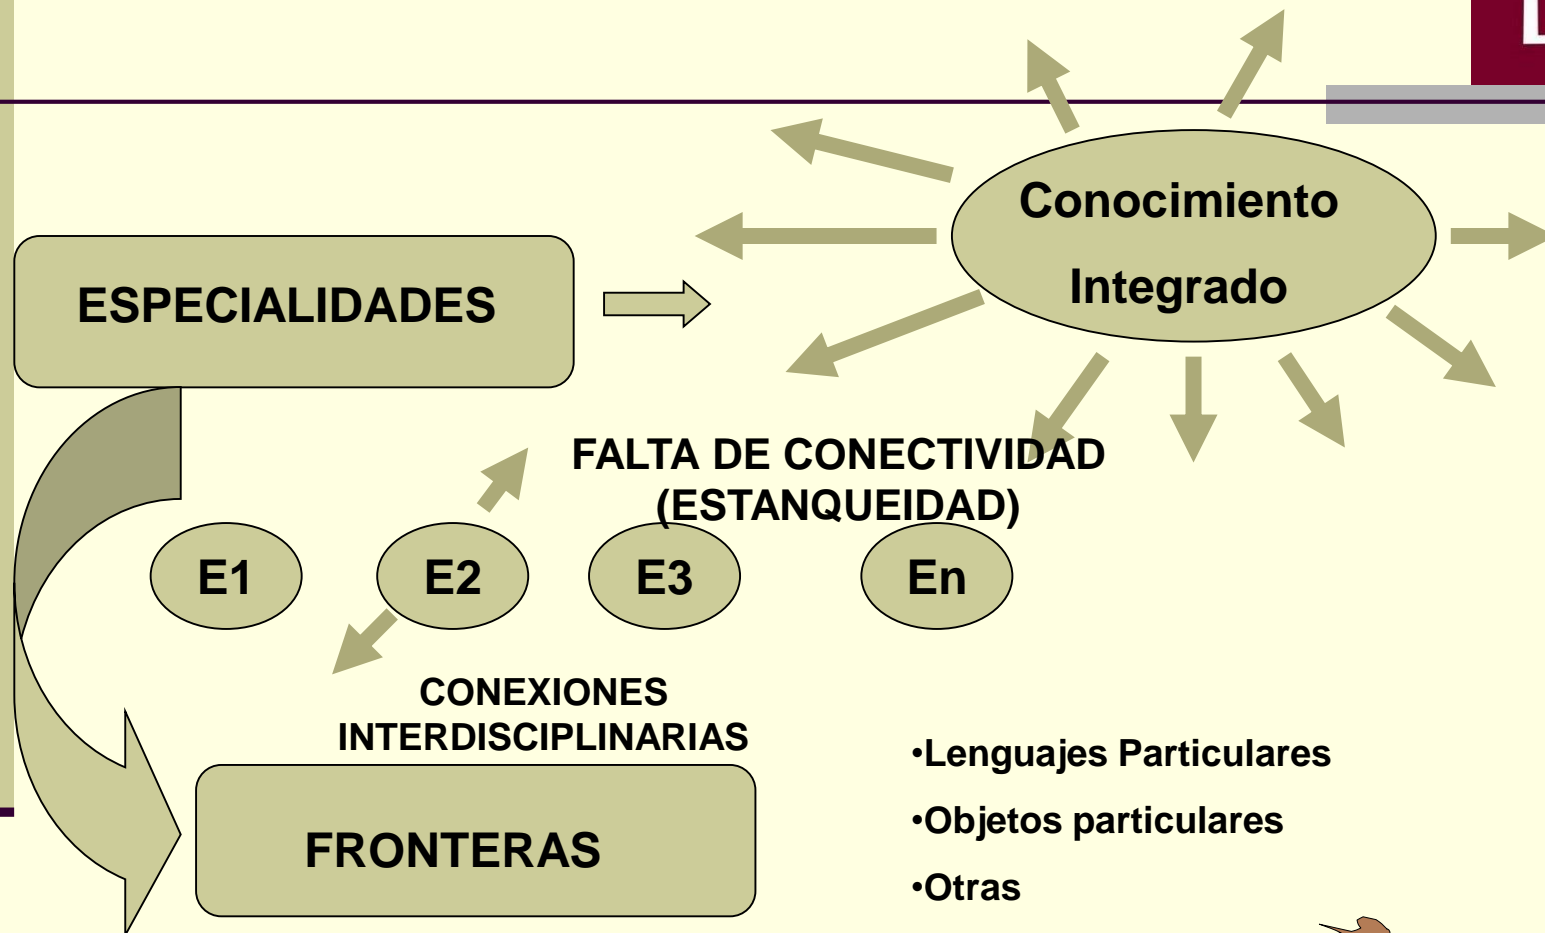 Conocimiento
Integrado
ESPECIALIDADES
FALTA DE CONECTIVIDAD
(ESTANQUEIDAD)
E1
E2
E3
En
CONEXIONES
INTERDISCIPLINARIAS
FRONTERAS
•Lenguajes Particulares
•Objetos particulares
•Otras